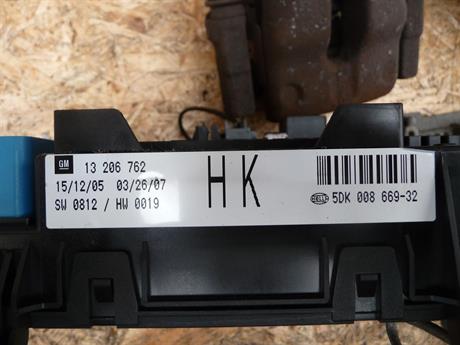 GM 13 206 762
15/12/05 03/26/07
SW 0812 / HW 0019
HK
HELLA 5DK 008 669-32